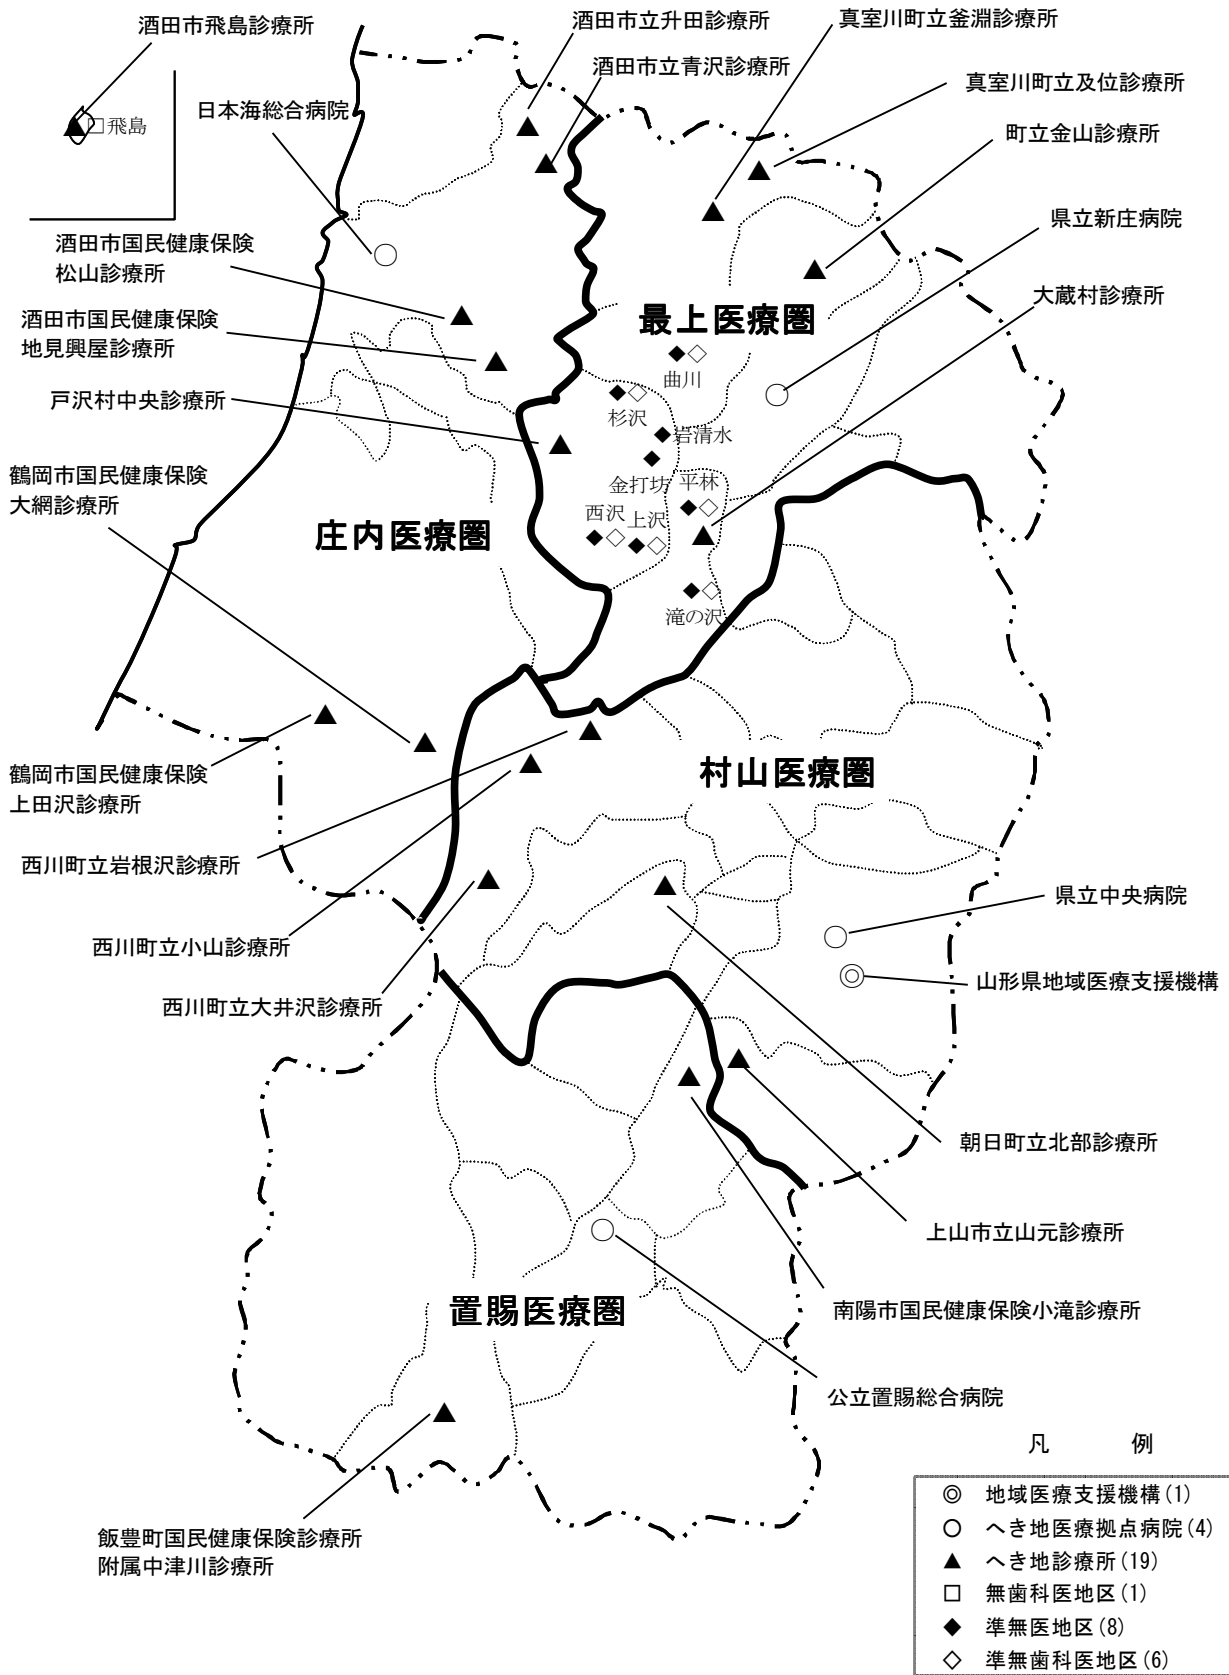 酒田市飛島診療所
飛島
日本海総合病院
酒田市立升田診療所
酒田市立青沢診療所
真室川町立釜淵診療所
真室川町立及位診療所
町立金山診療所
県立新庄病院
大蔵村診療所
酒田市国民健康保険
松山診療所
酒田市国民健康保険
地見興屋診療所
戸沢村中央診療所
鶴岡市国民健康保険
大網診療所
最上医療圏
曲川
杉沢
岩清水
金打坊
平林
西沢
上沢
滝の沢
庄内医療圏
鶴岡市国民健康保険
上田沢診療所
西川町立岩根沢診療所
西川町立小山診療所
西川町立大井沢診療所
村山医療圏
県立中央病院
山形県地域医療支援機構
朝日町立北部診療所
上山市立山元診療所
南陽市国民健康保険小滝診療所
置賜医療圏
公立置賜総合病院
飯豊町国民健康保険診療所
附属中津川診療所
凡 例
◎ 地域医療支援機構(1)
○ へき地医療拠点病院(4)
▲ へき地診療所(19)
□ 無歯科医地区(1)
◆ 準無医地区(8)
◇ 準無歯科医地区(6)